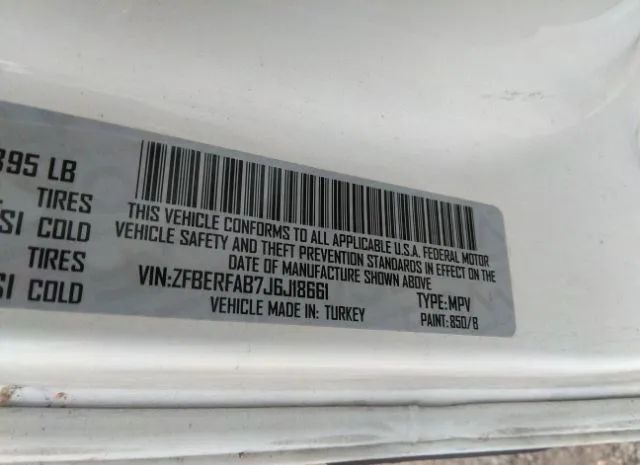 395 LB
TIRES
SI COLD
TIRES
SI COLD
THIS VEHICLE CONFORMS TO ALL APPLICABLE U.S.A. FEDERAL MOTOR
VEHICLE SAFETY AND THEFT PREVENTION STANDARDS IN EFFECT ON THE
DATE OF MANUFACTURE SHOWN ABOVE
VIN:ZFBERFAB7J6J18661 TYPE:MPV
VEHICLE MADE IN: TURKEY PAINT: 850/B